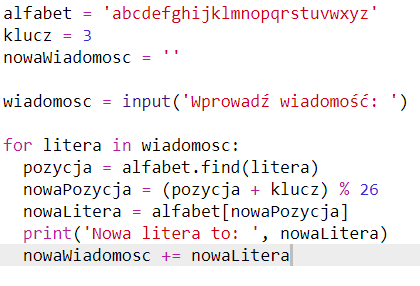 alfabet = 'abcdefghijklmnopqrstuvwxyz'
klucz = 3
nowaWiadomosc = ''
wiadomosc = input('Wprowadź wiadomość: ')
for litera in wiadomosc:
  pozycja = alfabet.find(litera)
  nowaPozycja = (pozycja + klucz) % 26
  nowaLitera = alfabet[nowaPozycja]
  print('Nowa litera to: ', nowaLitera)
  nowaWiadomosc += nowaLitera